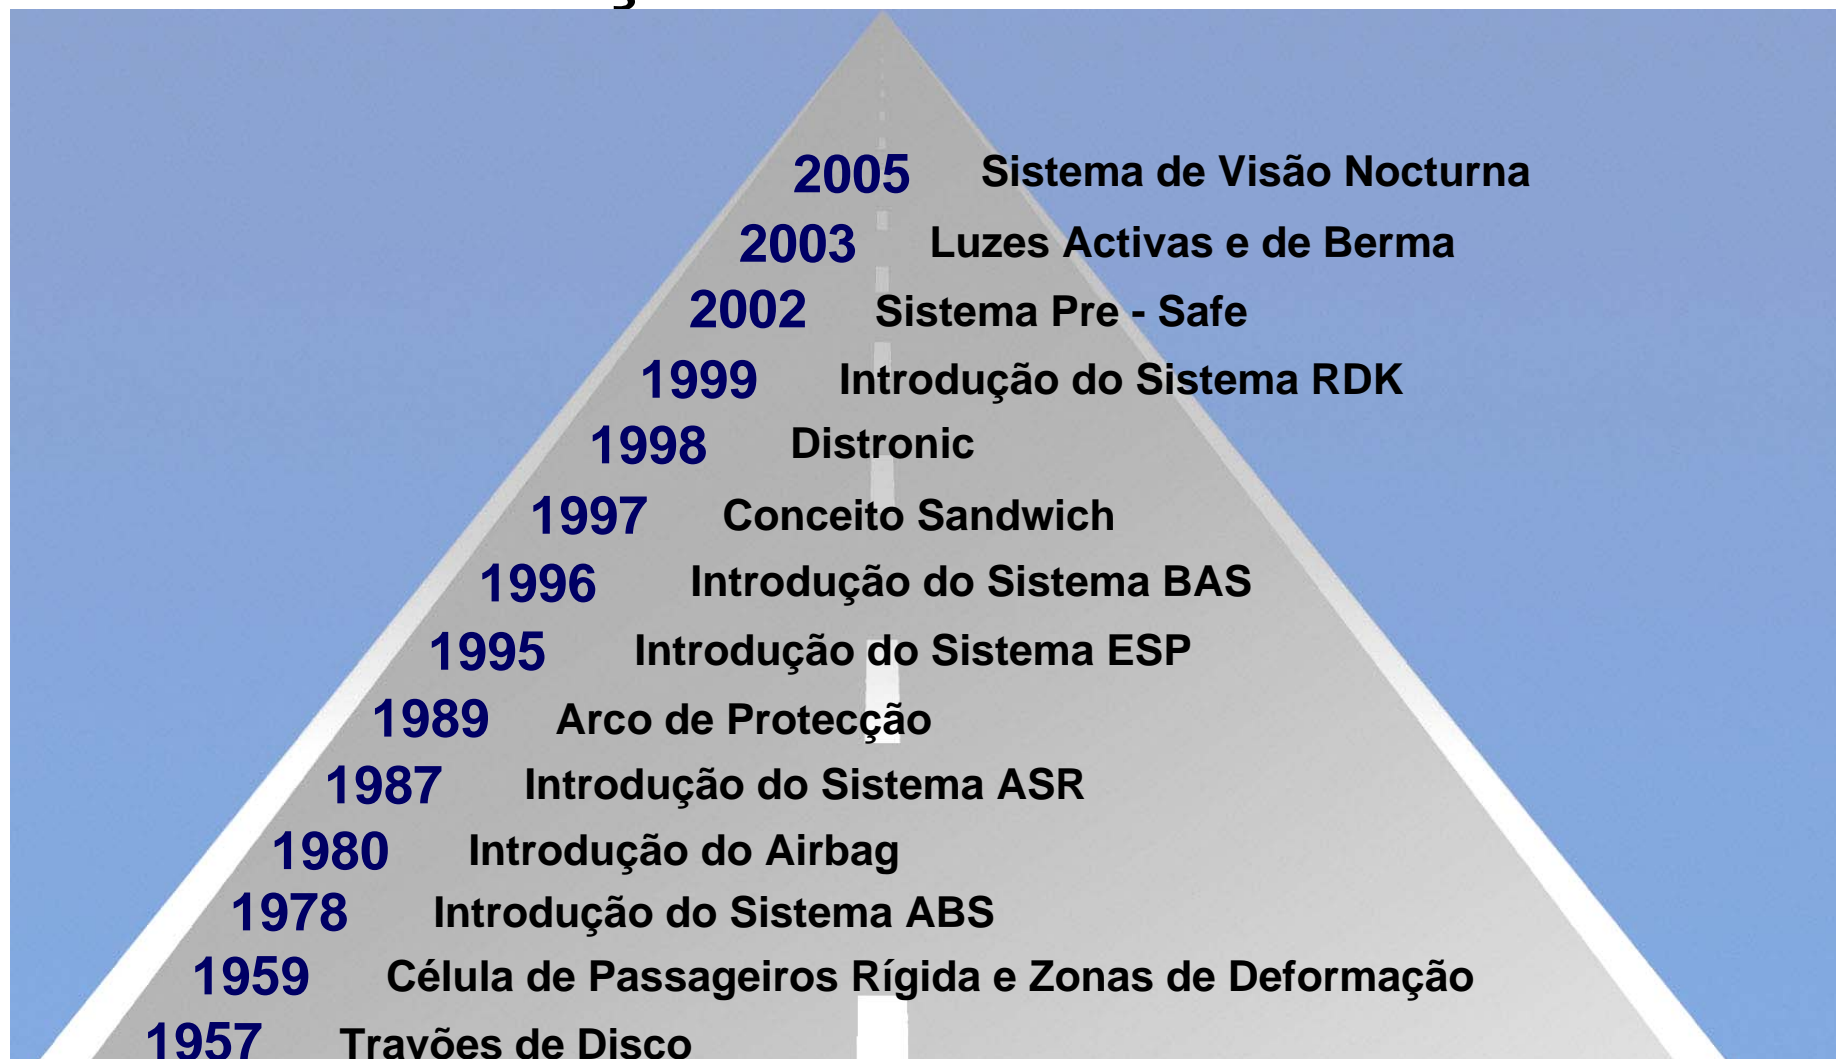 2005 Sistema de Visão Nocturna
2003 Luzes Activas e de Berma
2002 Sistema Pre - Safe
1999 Introdução do Sistema RDK
1998 Distronic
1997 Conceito Sandwich
1996 Introdução do Sistema BAS
1995 Introdução do Sistema ESP
1989 Arco de Protecção
1987 Introdução do Sistema ASR
1980 Introdução do Airbag
1978 Introdução do Sistema ABS
1959 Célula de Passageiros Rígida e Zonas de Deformação
1957 Travões de Disco